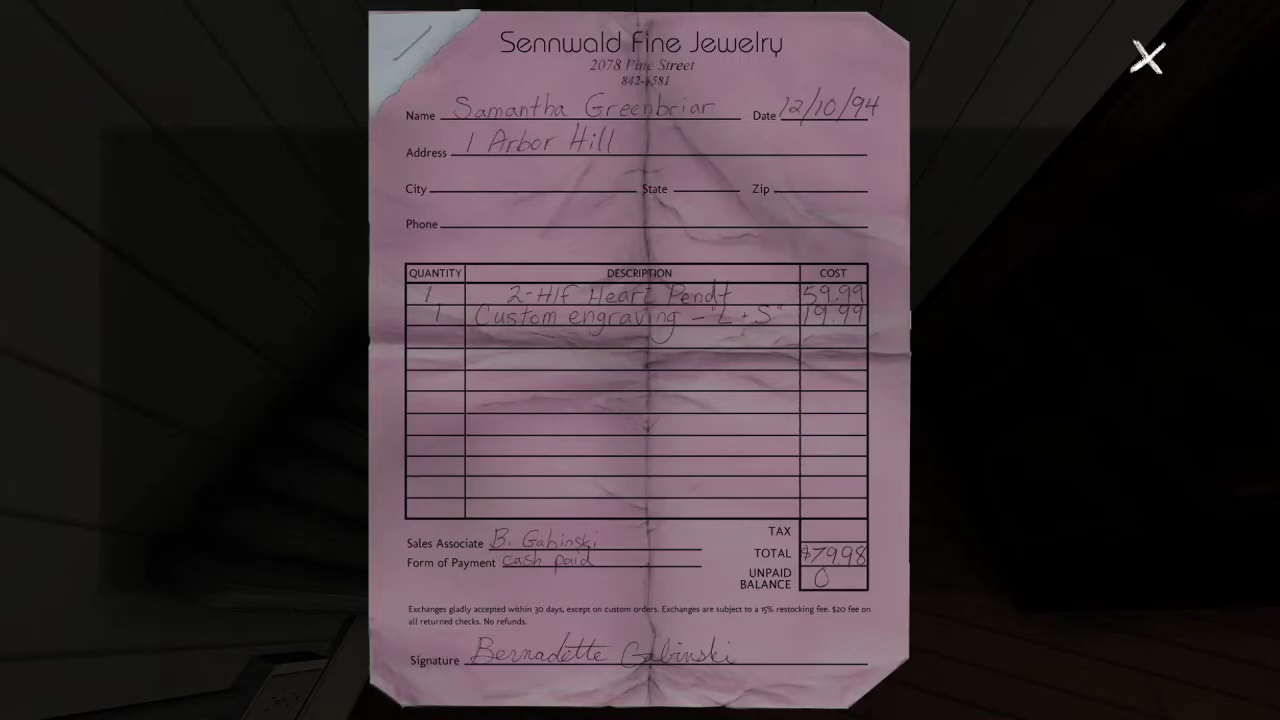 Sennwald Fine Jewelry
2078 Pine Street
842-1581
Name Samantha Greenbriar Date 12/10/94
Address 1 Arbor Hill
City State Zip
Phone
QUANTITY DESCRIPTION COST
1 2-Hlf Heart Pendt 59.99
1 Custom engraving - "L + S" 19.99
TAX
Sales Associate B. Gabinski
TOTAL $79.98
Form of Payment cash paid
UNPAID BALANCE 0
Exchanges gladly accepted within 30 days, except on custom orders. Exchanges are subject to a 15% restocking fee. $20 fee on
all returned checks. No refunds.
Signature Bernadette Gabinski